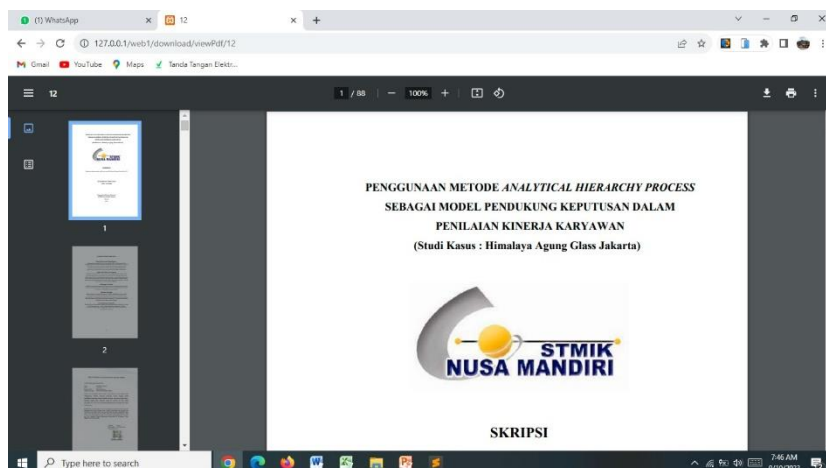 (1) WhatsApp
12
127.0.0.1/web1/download/viewPdf/12
Gmail
YouTube
Maps
Tanda Tangan Elektr...
12
1 / 88
100%
PENGGUNAAN METODE ANALYTICAL HIERARCHY PROCESS
SEBAGAI MODEL PENDUKUNG KEPUTUSAN DALAM
PENILAIAN KINERJA KARYAWAN
(Studi Kasus : Himalaya Agung Glass Jakarta)
STMIK
NUSA MANDIRI
SKRIPSI
1
2
Type here to search
7:46 AM